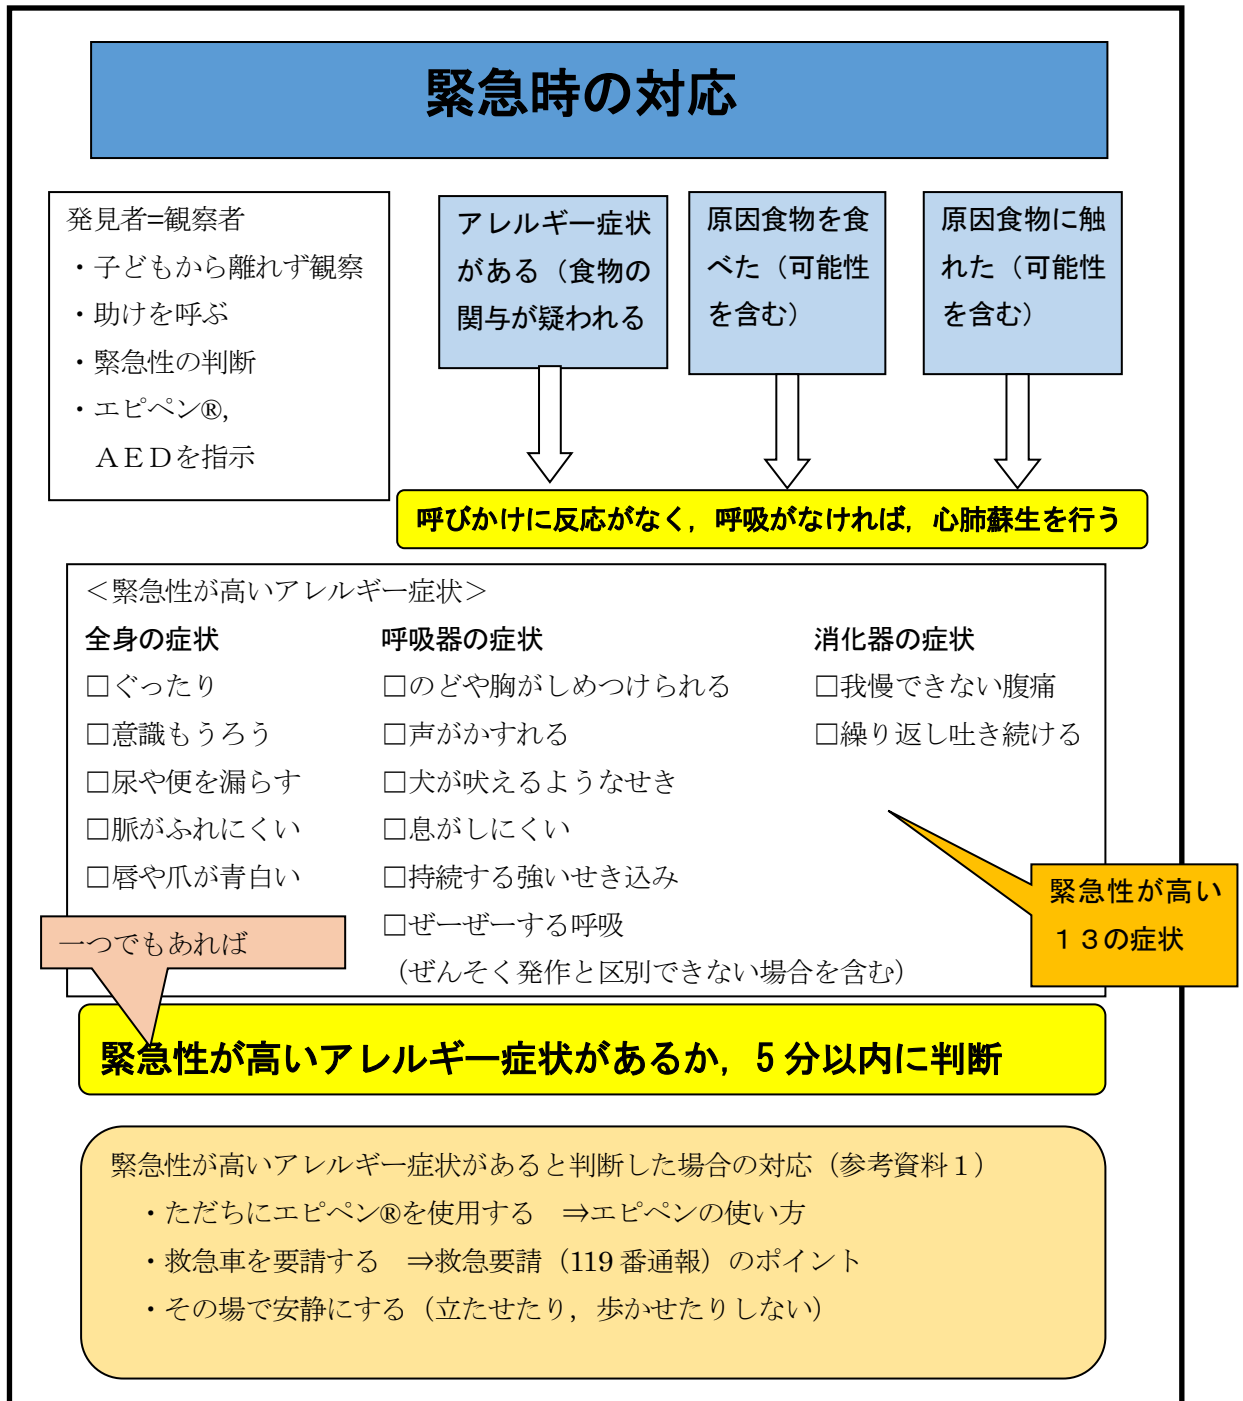 緊急時の対応
発見者=観察者
・子どもから離れず観察
・助けを呼ぶ
・緊急性の判断
・エピペン®,
ＡＥＤを指示
アレルギー症状
がある（食物の
関与が疑われる
原因食物を食
べた（可能性
を含む）
原因食物に触
れた（可能性
を含む）
呼びかけに反応がなく，呼吸がなければ，心肺蘇生を行う
＜緊急性が高いアレルギー症状＞
全身の症状
□ぐったり
□意識もうろう
□尿や便を漏らす
□脈がふれにくい
□唇や爪が青白い
呼吸器の症状
□のどや胸がしめつけられる
□声がかすれる
□犬が吠えるようなせき
□息がしにくい
□持続する強いせき込み
□ぜーぜーする呼吸
（ぜんそく発作と区別できない場合を含む）
消化器の症状
□我慢できない腹痛
□繰り返し吐き続ける
緊急性が高い
１３の症状
一つでもあれば
緊急性が高いアレルギー症状があるか，5 分以内に判断
緊急性が高いアレルギー症状があると判断した場合の対応（参考資料１）
・ただちにエピペン®を使用する　⇒エピペンの使い方
・救急車を要請する　⇒救急要請（119 番通報）のポイント
・その場で安静にする（立たせたり，歩かせたりしない）